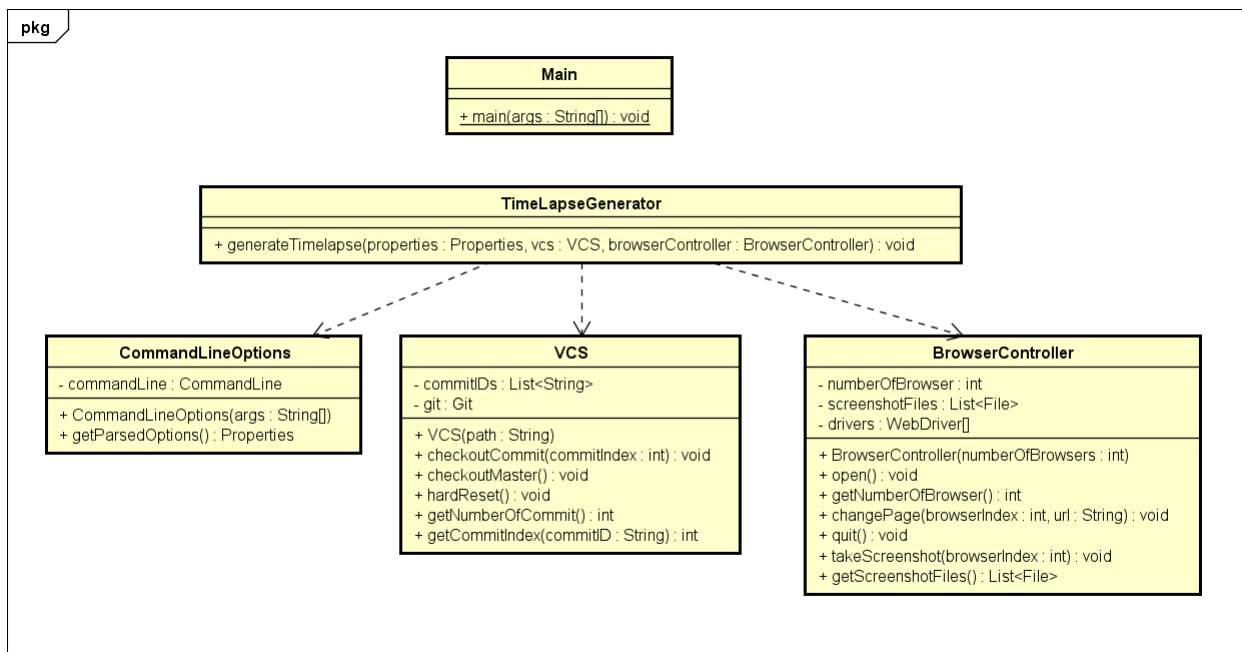 pkg
Main
+ main(args : String[]) : void
TimeLapseGenerator
+ generateTimelapse(properties : Properties, vcs : VCS, browserController : BrowserController) : void
CommandLineOptions
- commandLine : CommandLine
+ CommandLineOptions(args : String[])
+ getParsedOptions() : Properties
VCS
- commitIDs : List<String>
- git : Git
+ VCS(path : String)
+ checkoutCommit(commitIndex : int) : void
+ checkoutMaster() : void
+ hardReset() : void
+ getNumberOfCommit() : int
+ getCommitIndex(commitID : String) : int
BrowserController
- numberOfBrowser : int
- screenshotFiles : List<File>
- drivers : WebDriver[]
+ BrowserController(numberOfBrowsers : int)
+ open() : void
+ getNumberOfBrowser() : int
+ changePage(browserIndex : int, url : String) : void
+ quit() : void
+ takeScreenshot(browserIndex : int) : void
+ getScreenshotFiles() : List<File>